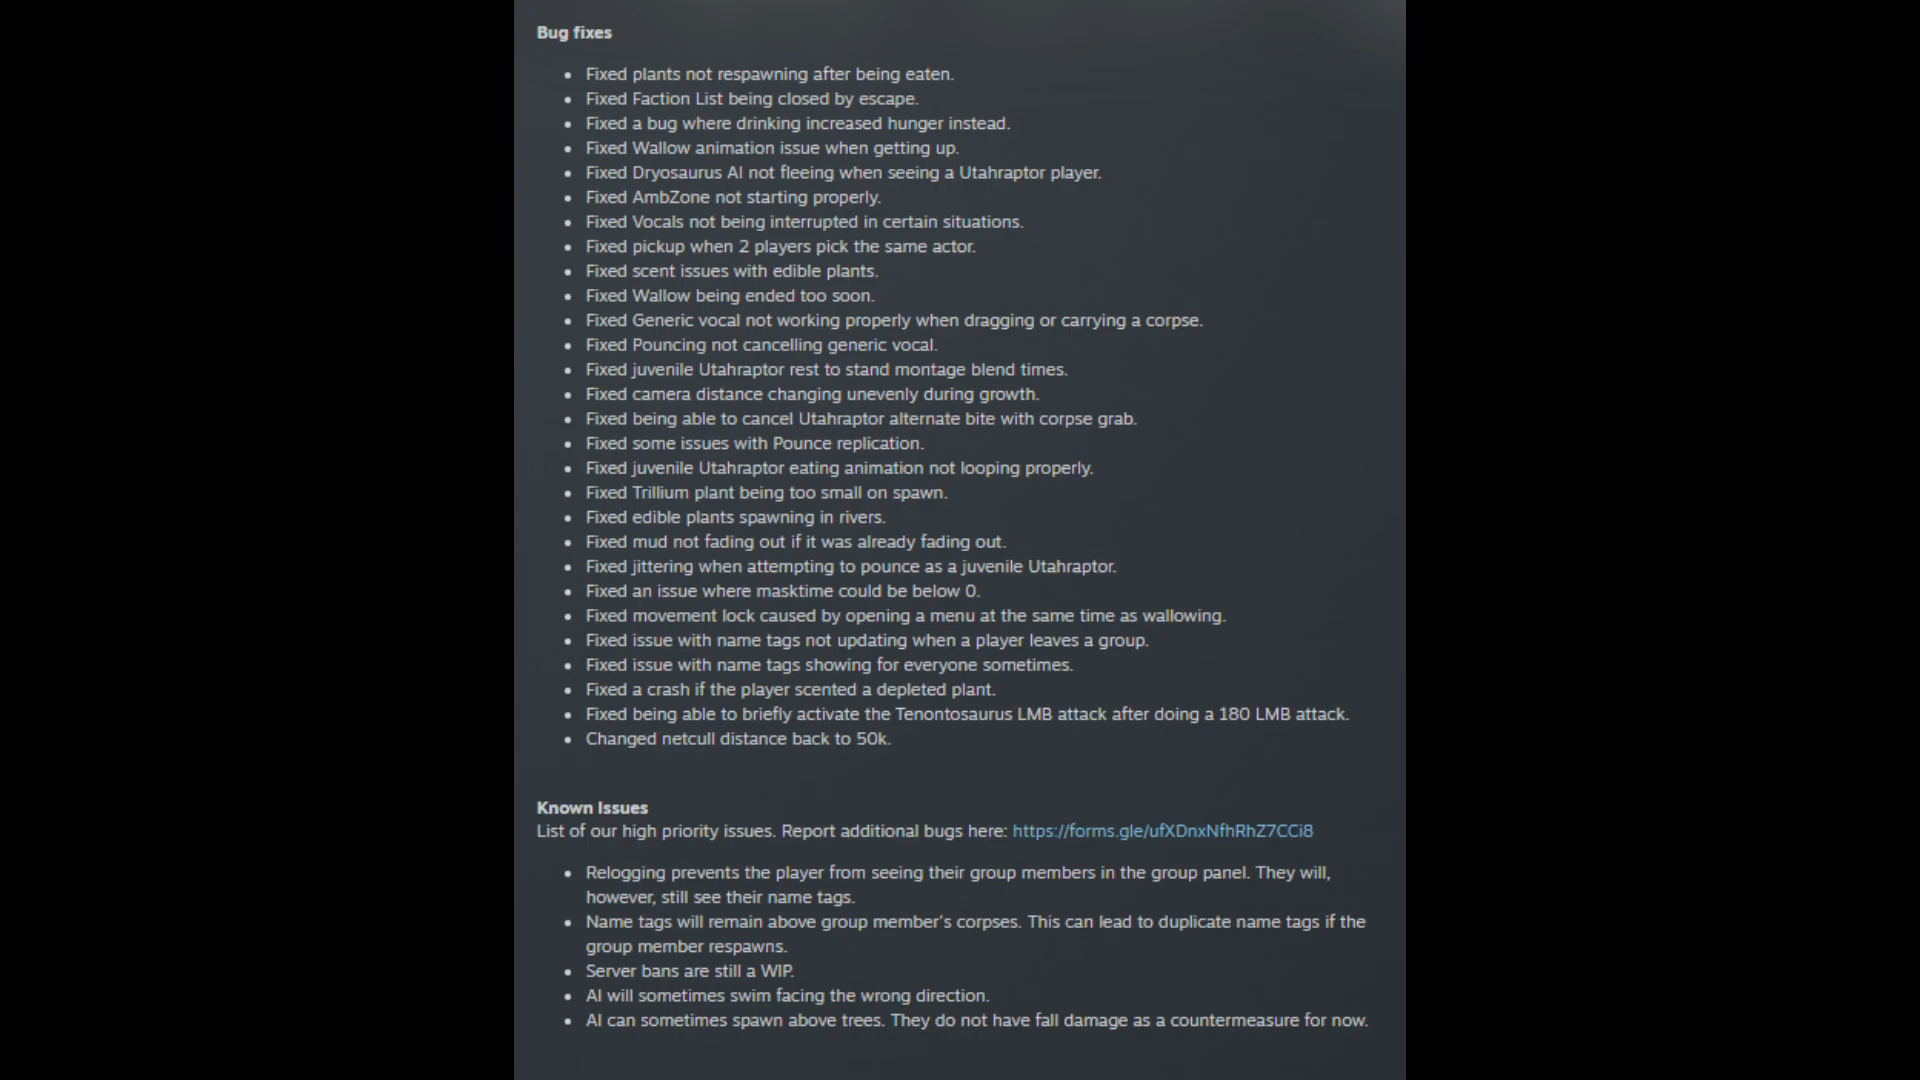 Bug fixes
Fixed plants not respawning after being eaten.
Fixed Faction List being closed by escape.
Fixed a bug where drinking increased hunger instead.
Fixed Wallow animation issue when getting up.
Fixed Dryosaurus AI not fleeing when seeing a Utahraptor player.
Fixed AmbZone not starting properly.
Fixed Vocals not being interrupted in certain situations.
Fixed pickup when 2 players pick the same actor.
Fixed scent issues with edible plants.
Fixed Wallow being ended too soon.
Fixed Generic vocal not working properly when dragging or carrying a corpse.
Fixed Pouncing not cancelling generic vocal.
Fixed juvenile Utahraptor rest to stand montage blend times.
Fixed camera distance changing unevenly during growth.
Fixed being able to cancel Utahraptor alternate bite with corpse grab.
Fixed some issues with Pounce replication.
Fixed juvenile Utahraptor eating animation not looping properly.
Fixed Trillium plant being too small on spawn.
Fixed edible plants spawning in rivers.
Fixed mud not fading out if it was already fading out.
Fixed jittering when attempting to pounce as a juvenile Utahraptor.
Fixed an issue where masktime could be below 0.
Fixed movement lock caused by opening a menu at the same time as wallowing.
Fixed issue with name tags not updating when a player leaves a group.
Fixed issue with name tags showing for everyone sometimes.
Fixed a crash if the player scented a depleted plant.
Fixed being able to briefly activate the Tenontosaurus LMB attack after doing a 180 LMB attack.
Changed netcull distance back to 50k.
Known Issues
List of our high priority issues. Report additional bugs here: https://forms.gle/ufXDnxNfhRhZ7CCi8
Relogging prevents the player from seeing their group members in the group panel. They will,
however, still see their name tags.
Name tags will remain above group member's corpses. This can lead to duplicate name tags if the
group member respawns.
Server bans are still a WIP.
AI will sometimes swim facing the wrong direction.
AI can sometimes spawn above trees. They do not have fall damage as a countermeasure for now.